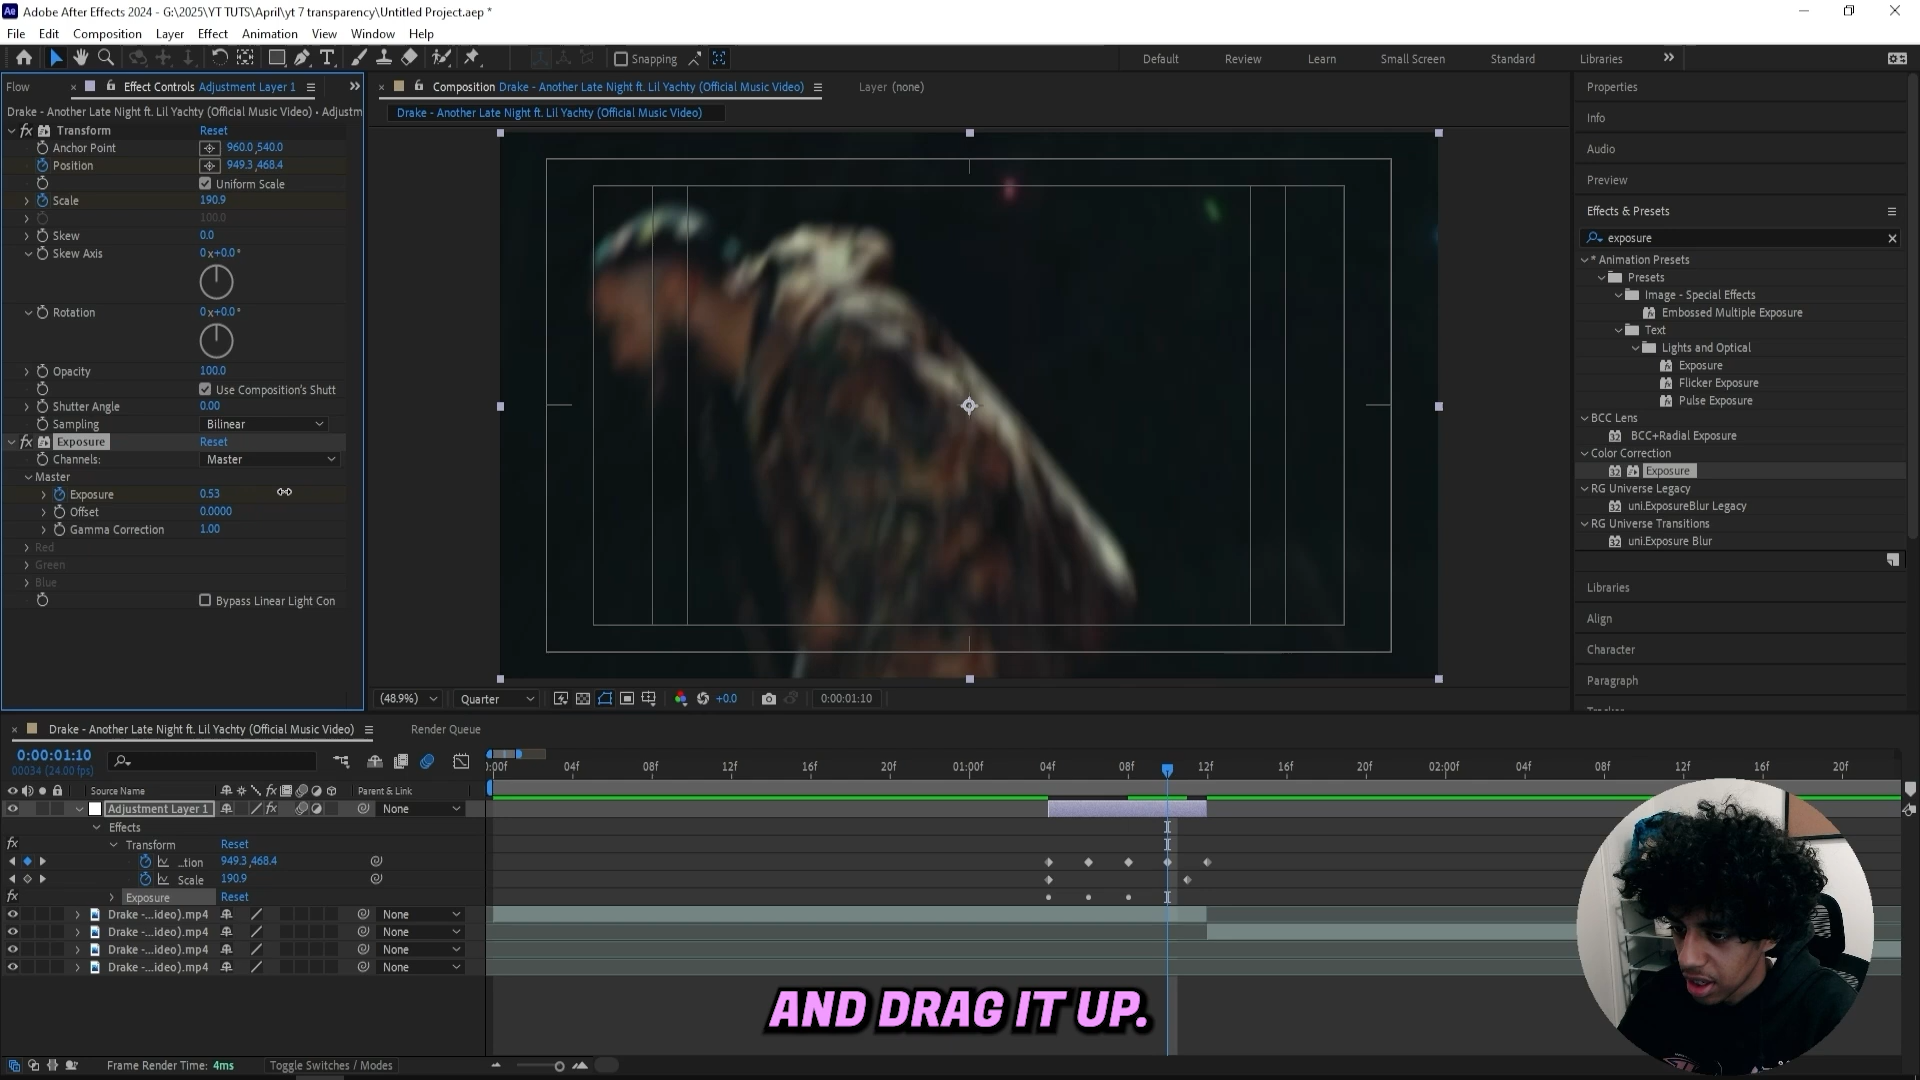 Adobe After Effects 2024 - G:\2025\YT TUTS\April\yt 7 transparency\Untitled Project.aep *
File Edit Composition Layer Effect Animation View Window Help
Snapping Default Review Learn Small Screen Standard Libraries
Flow Effect Controls Adjustment Layer 1
Drake - Another Late Night ft. Lil Yachty (Official Music Video) • Adjustm
fx Transform Reset
Anchor Point 960.0,540.0
Position 949.3,468.4
Uniform Scale
Scale 190.9
100.0
Skew 0.0
Skew Axis 0x+0.0°
Rotation 0x+0.0°
Opacity 100.0
Use Composition's Shutt
Shutter Angle 0.00
Sampling Bilinear
fx Exposure Reset
Channels: Master
Master
Exposure 0.53
Offset 0.0000
Gamma Correction 1.00
Red
Green
Blue
Bypass Linear Light Con
Composition Drake - Another Late Night ft. Lil Yachty (Official Music Video) Layer (none)
Drake - Another Late Night ft. Lil Yachty (Official Music Video)
(48.9%) Quarter +0.0 0:00:01:10
Properties
Info
Audio
Preview
Effects & Presets
exposure
* Animation Presets
Presets
Image - Special Effects
Embossed Multiple Exposure
Text
Lights and Optical
Exposure
Flicker Exposure
Pulse Exposure
BCC Lens
BCC+Radial Exposure
Color Correction
Exposure
RG Universe Legacy
uni.ExposureBlur Legacy
RG Universe Transitions
uni.Exposure Blur
Libraries
Align
Character
Paragraph
Drake - Another Late Night ft. Lil Yachty (Official Music Video) Render Queue
0:00:01:10
00034 (24.00 fps)
:00f 04f 08f 12f 16f 20f 01:00f 04f 08f 12f 16f 20f 02:00f 04f 08f 12f 16f 20f
Source Name fx Parent & Link
Adjustment Layer 1 fx None
Effects
fx Transform Reset
...tion 949.3,468.4
Scale 190.9
fx Exposure Reset
Drake -...ideo).mp4 None
Drake -...ideo).mp4 None
Drake -...ideo).mp4 None
Drake -...ideo).mp4 None
AND DRAG IT UP.
Frame Render Time: 4ms Toggle Switches / Modes